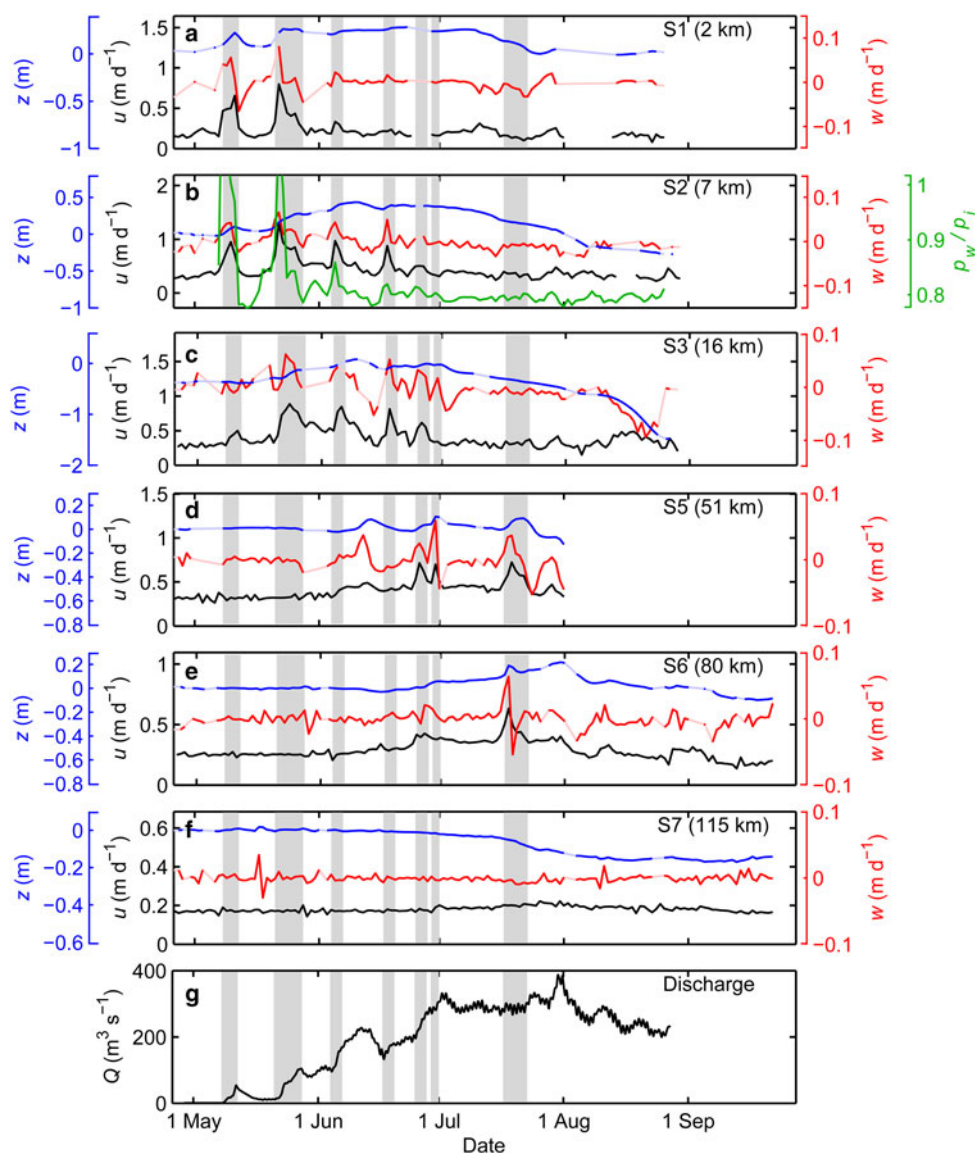 a S1 (2 km)
z (m) 0 −0.5 −1
u (m d−1) 1.5 1 0.5 0
w (m d−1) 0.1 0 −0.1
b S2 (7 km)
z (m) 0.5 0 −0.5 −1
u (m d−1) 2 1 0
w (m d−1) 0.1 0 −0.1
pw/pi 1 0.9 0.8
c S3 (16 km)
z (m) 0 −1 −2
u (m d−1) 1.5 1 0.5 0
w (m d−1) 0.1 0 −0.1
d S5 (51 km)
z (m) 0.2 0 −0.2 −0.4 −0.6 −0.8
u (m d−1) 1.5 1 0.5 0
w (m d−1) 0.1 0 −0.1
e S6 (80 km)
z (m) 0.2 0 −0.2 −0.4 −0.6 −0.8
u (m d−1) 1 0.5 0
w (m d−1) 0.1 0 −0.1
f S7 (115 km)
z (m) 0 −0.2 −0.4 −0.6
u (m d−1) 0.6 0.4 0.2 0
w (m d−1) 0.1 0 −0.1
g Discharge
Q (m3 s−1) 400 200 0
1 May 1 Jun 1 Jul 1 Aug 1 Sep
Date